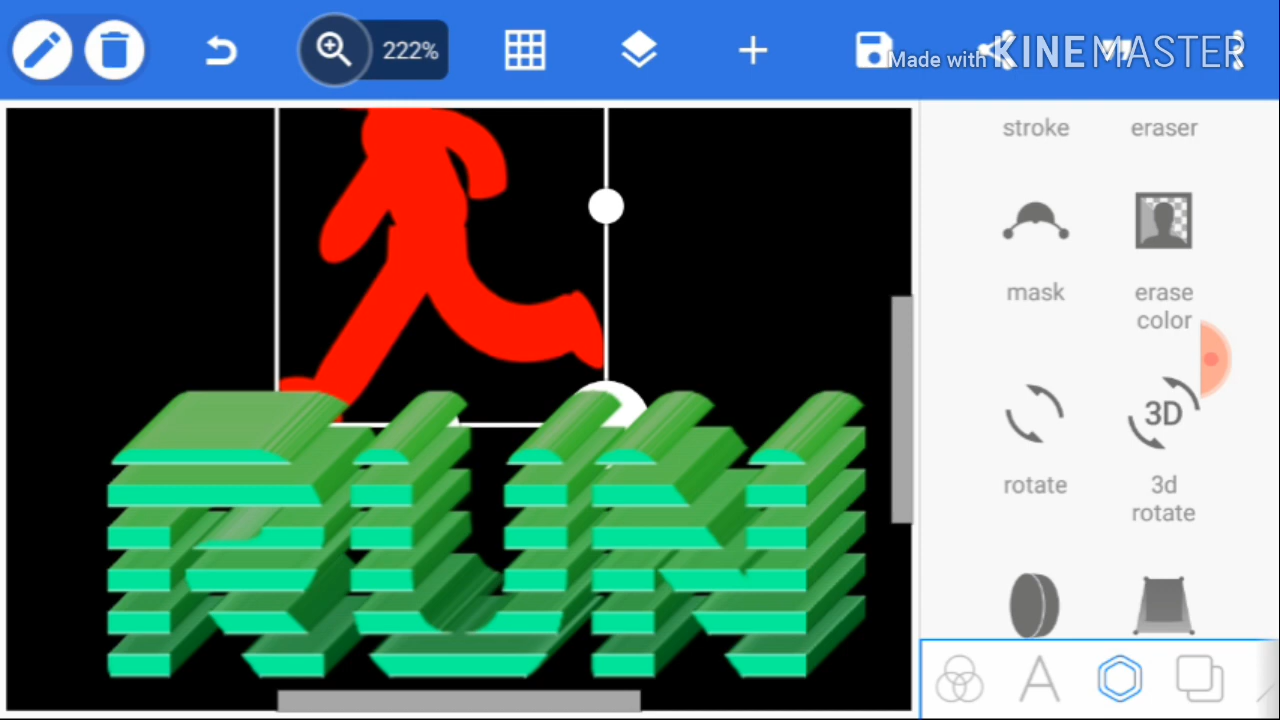 222%
Made with KINEMASTER
stroke
eraser
mask
erase
color
3D
rotate
3d
rotate
RUN
A